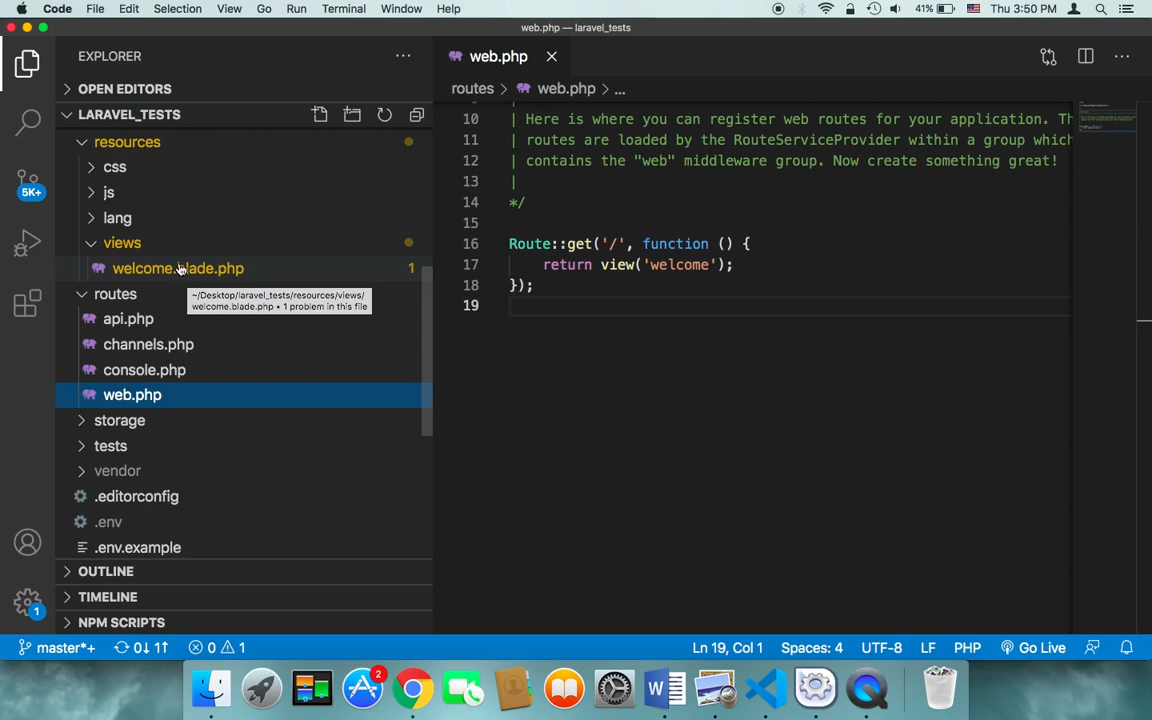 Code File Edit Selection View Go Run Terminal Window Help 41% Thu 3:50 PM
web.php — laravel_tests
EXPLORER
web.php
OPEN EDITORS
routes > web.php > ...
LARAVEL_TESTS
resources
css
js
lang
views
welcome.blade.php 1
~/Desktop/laravel_tests/resources/views/
welcome.blade.php • 1 problem in this file
routes
api.php
channels.php
console.php
web.php
storage
tests
vendor
.editorconfig
.env
.env.example
OUTLINE
TIMELINE
NPM SCRIPTS
5K+
1
10 | Here is where you can register web routes for your application. Th
11 | routes are loaded by the RouteServiceProvider within a group which
12 | contains the "web" middleware group. Now create something great!
13 |
14 */
15
16 Route::get('/', function () {
17 return view('welcome');
18 });
19
master*+ 0↓ 1↑ 0 1 Ln 19, Col 1 Spaces: 4 UTF-8 LF PHP Go Live
2